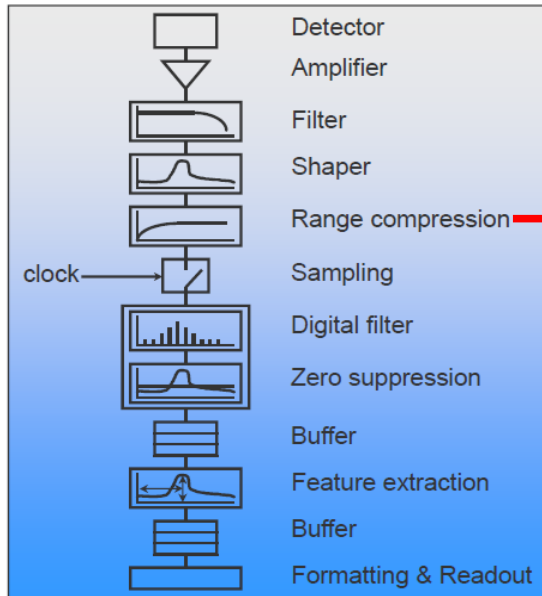 Detector
Amplifier
Filter
Shaper
Range compression
clock
Sampling
Digital filter
Zero suppression
Buffer
Feature extraction
Buffer
Formatting & Readout